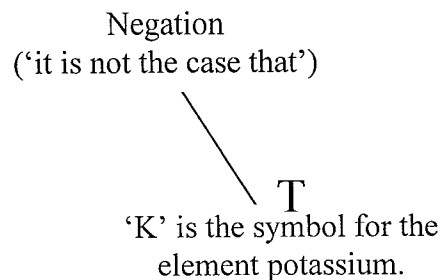 Negation
(‘it is not the case that’)
T
‘K’ is the symbol for the
element potassium.